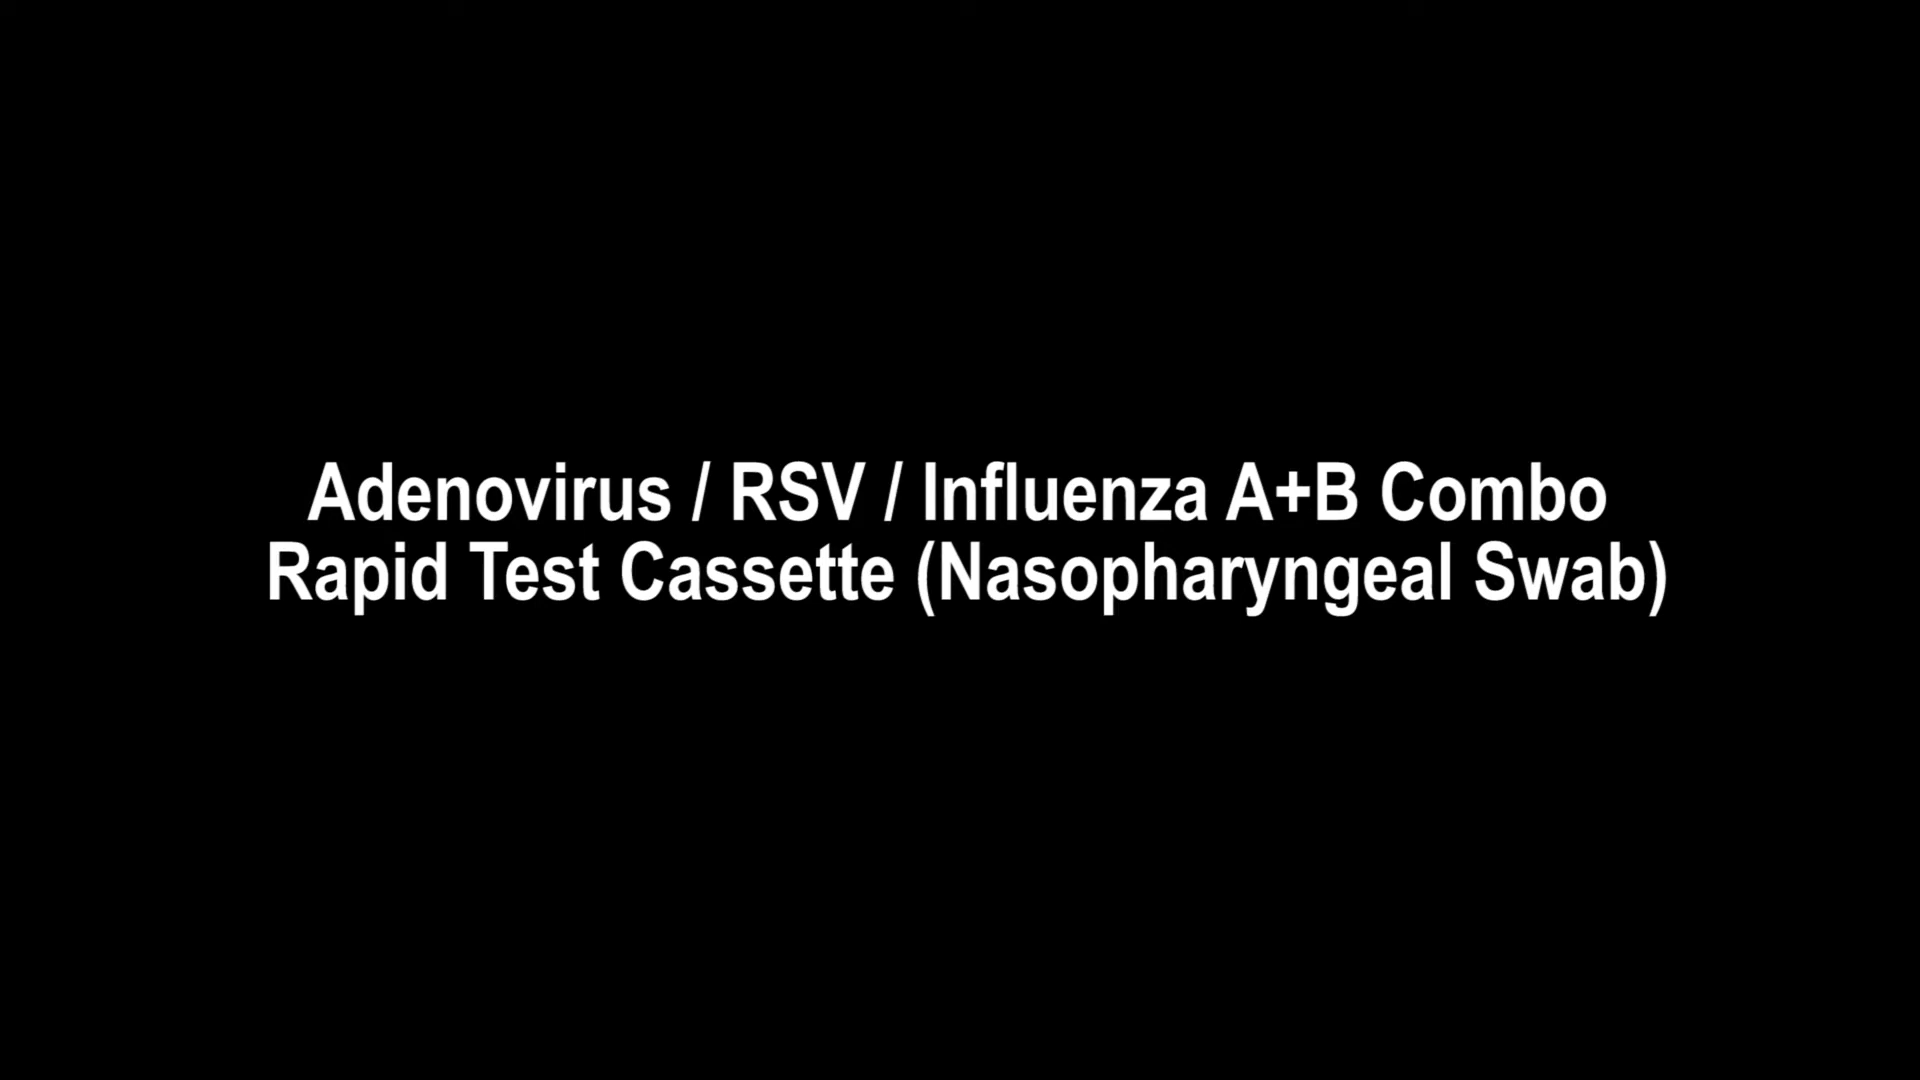 Adenovirus / RSV / Influenza A+B Combo
Rapid Test Cassette (Nasopharyngeal Swab)